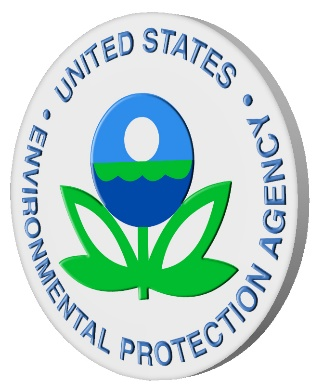 UNITED STATES
• ENVIRONMENTAL PROTECTION AGENCY •